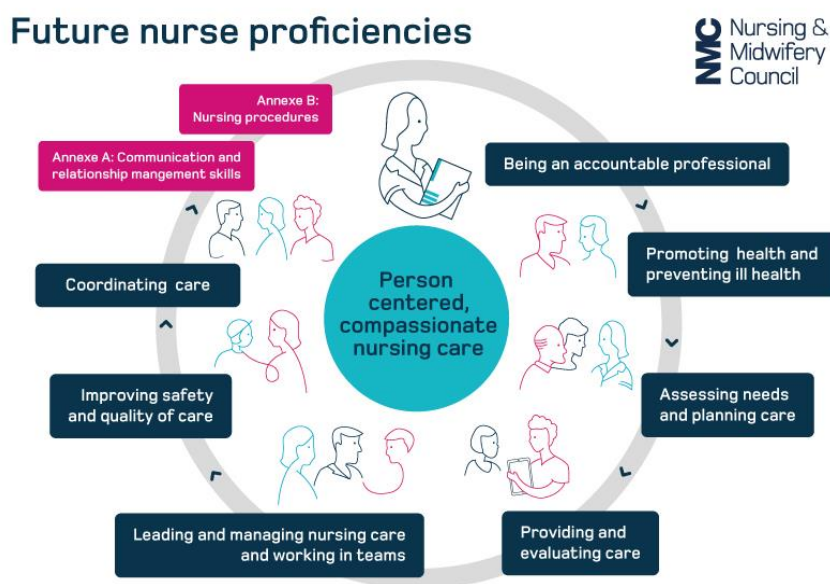 Future nurse proficiencies
NMC
Nursing &
Midwifery
Council
Annexe B:
Nursing procedures
Annexe A: Communication and
relationship mangement skills
Being an accountable professional
Promoting health and
preventing ill health
Coordinating care
Person
centered,
compassionate
nursing care
Improving safety
and quality of care
Assessing needs
and planning care
Leading and managing nursing care
and working in teams
Providing and
evaluating care